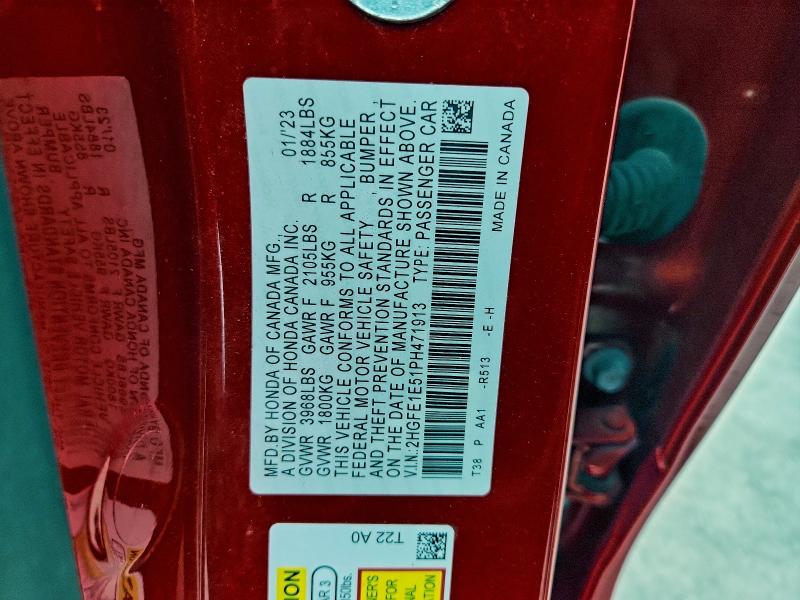 MFD.BY HONDA OF CANADA MFG.,
A DIVISION OF HONDA CANADA INC. 01/'23
GVWR 3968LBS GAWR F 2105LBS R 1884LBS
GVWR 1800KG GAWR F 955KG R 855KG
THIS VEHICLE CONFORMS TO ALL APPLICABLE
FEDERAL MOTOR VEHICLE SAFETY , BUMPER ,
AND THEFT PREVENTION STANDARDS IN EFFECT
ON THE DATE OF MANUFACTURE SHOWN ABOVE.
V.I.N.:2HGFE1E51PH471913 TYPE: PASSENGER CAR
T38 P AA1 -R513 -E -H
MADE IN CANADA
T22 A0